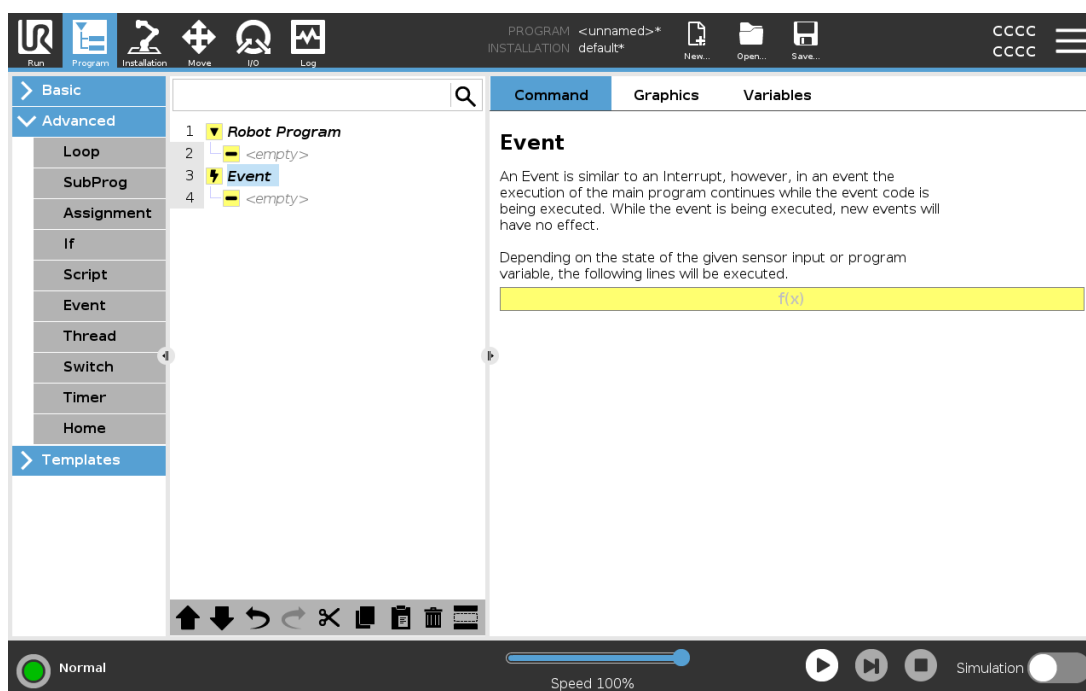 UR
PROGRAM <unnamed>*
INSTALLATION default*
CCCC
CCCC
Run
Program
Installation
Move
I/O
Log
New...
Open...
Save...
Basic
Advanced
Loop
SubProg
Assignment
If
Script
Event
Thread
Switch
Timer
Home
Templates
1 Robot Program
2 <empty>
3 Event
4 <empty>
Command Graphics Variables
Event
An Event is similar to an Interrupt, however, in an event the
execution of the main program continues while the event code is
being executed. While the event is being executed, new events will
have no effect.
Depending on the state of the given sensor input or program
variable, the following lines will be executed.
f(x)
Normal
Speed 100%
Simulation